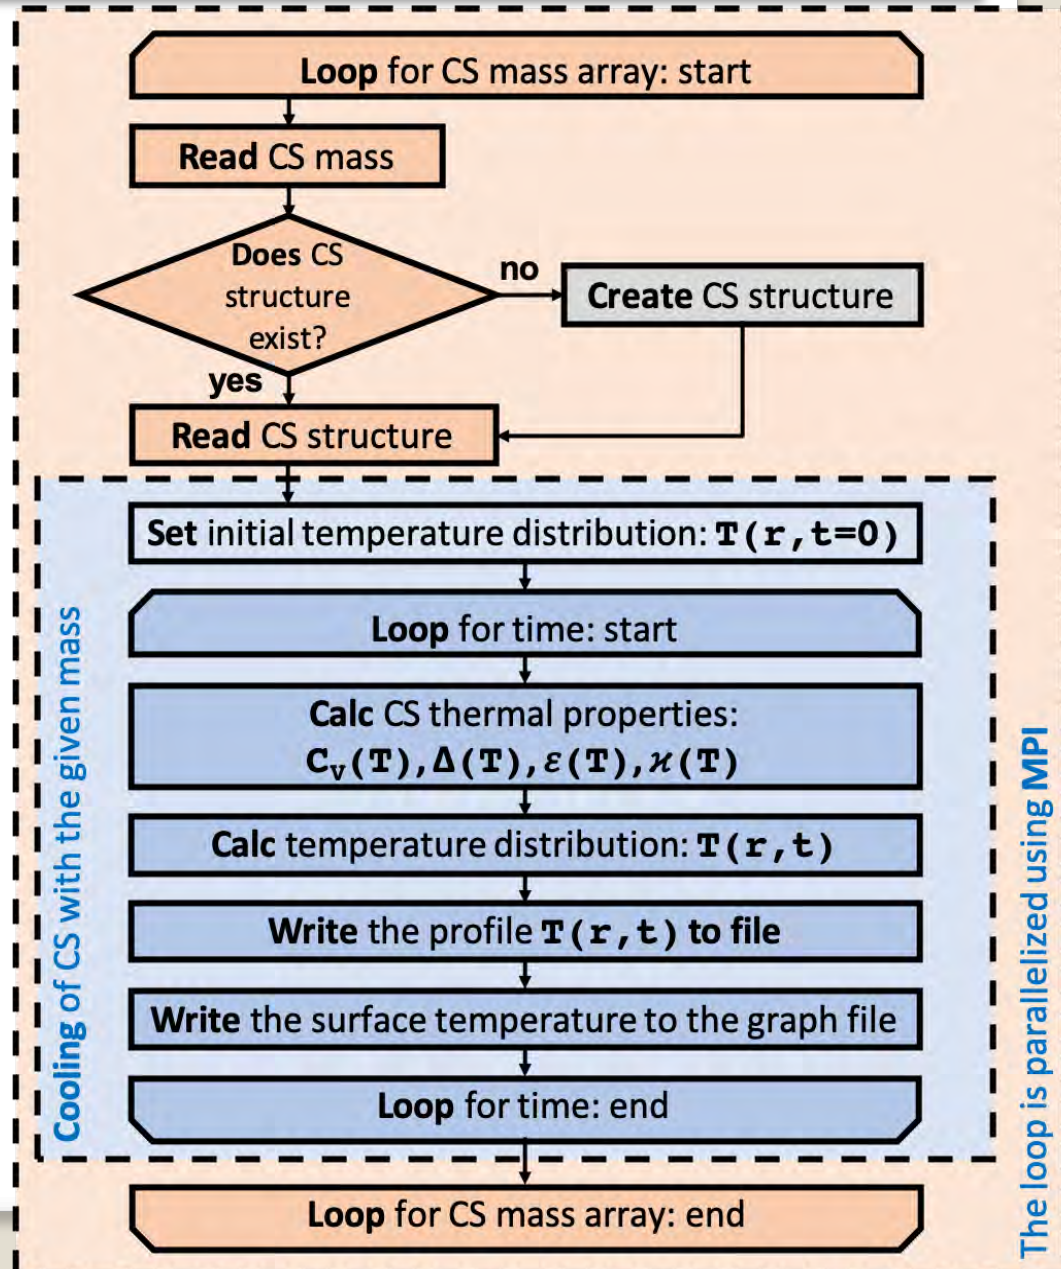 Loop for CS mass array: start
Read CS mass
Does CS
structure
exist?
no
Create CS structure
yes
Read CS structure
Set initial temperature distribution: T(r,t=0)
Loop for time: start
Calc CS thermal properties:
Cᵥ(T),Δ(T),ε(T),ϰ(T)
Calc temperature distribution: T(r,t)
Write the profile T(r,t) to file
Write the surface temperature to the graph file
Loop for time: end
Loop for CS mass array: end
Cooling of CS with the given mass
The loop is parallelized using MPI